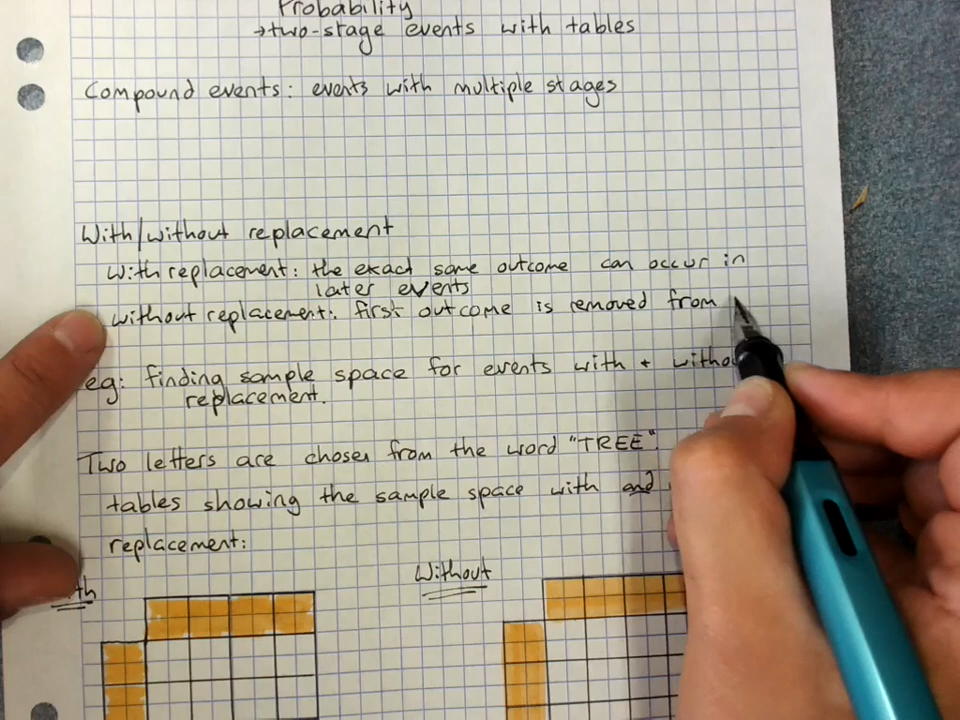 Probability
→two-stage events with tables
Compound events: events with multiple stages
With/without replacement
With replacement: the exact same outcome can occur in
later events
without replacement: first outcome is removed from
eg: finding sample space for events with + witho
replacement.
Two letters are chosen from the word "TREE".
tables showing the sample space with and
replacement:
th
Without